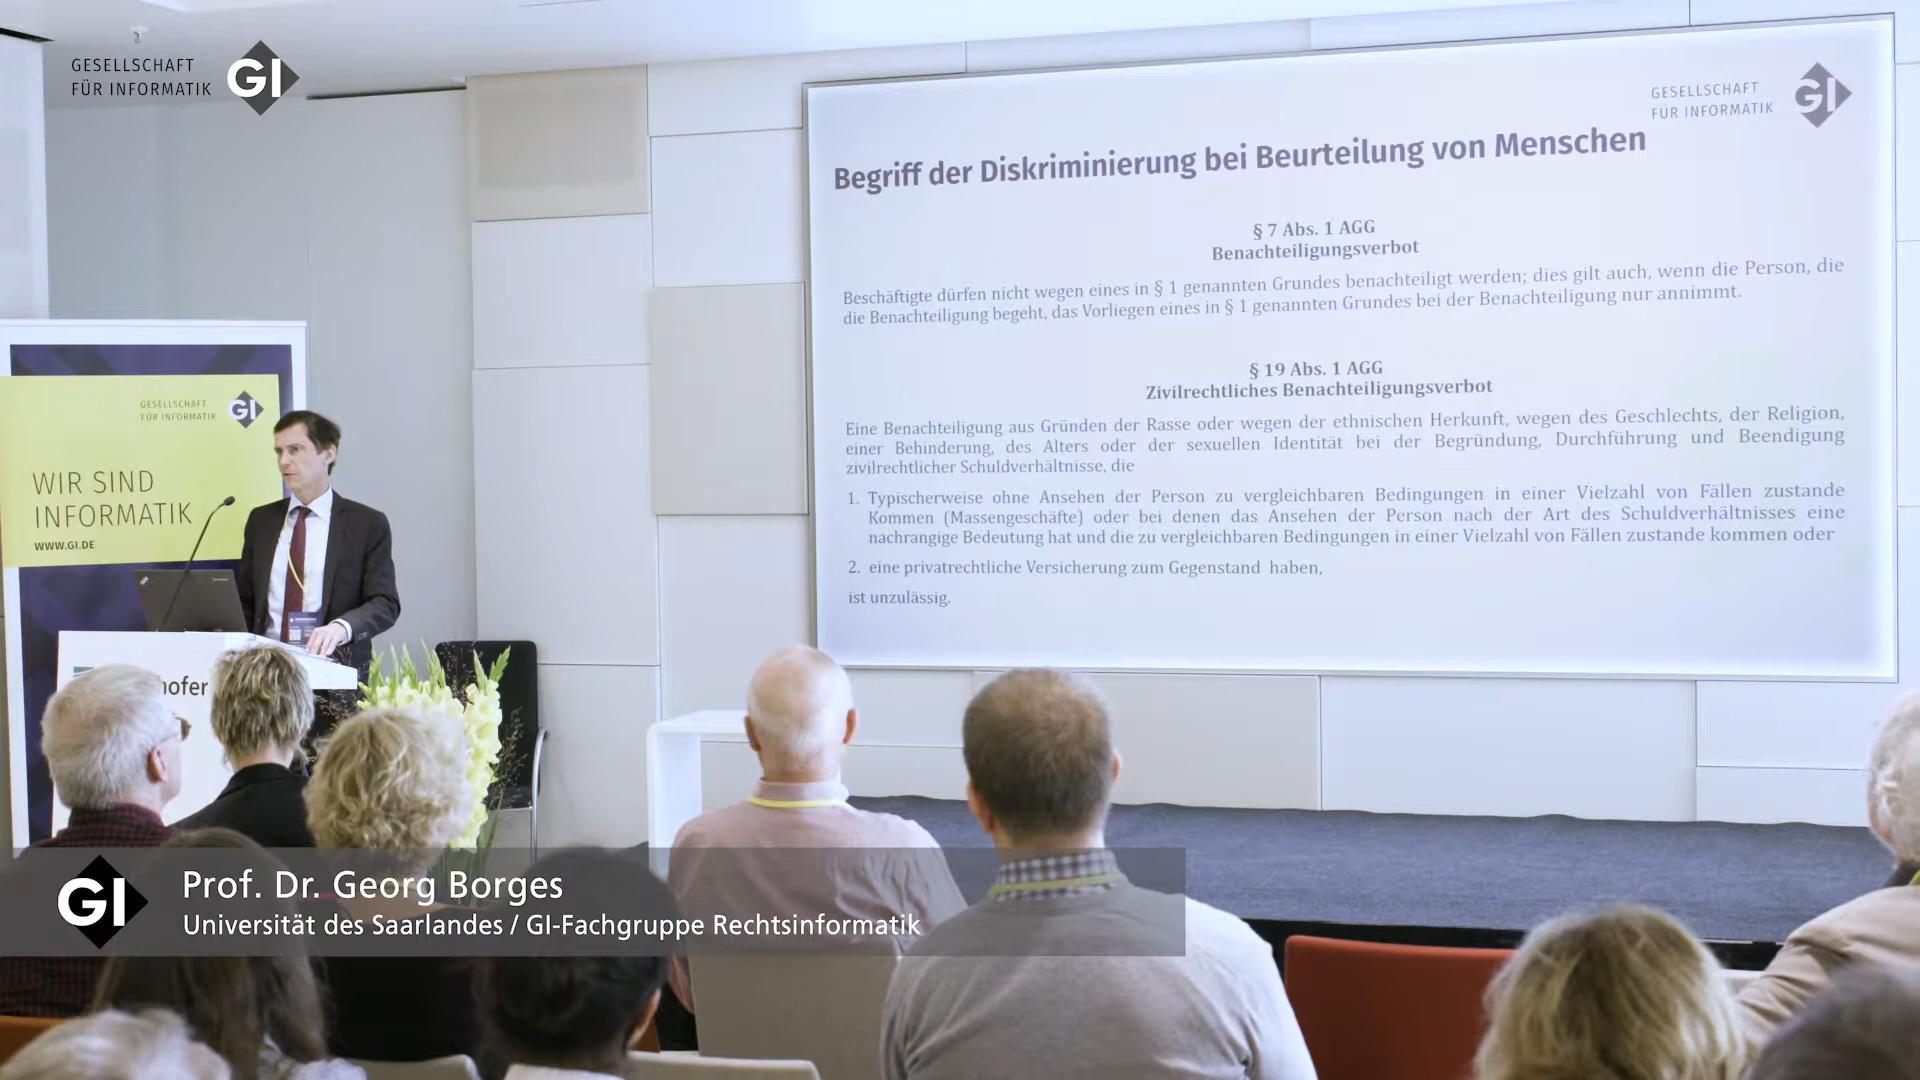 GESELLSCHAFT
FÜR INFORMATIK
GI
GESELLSCHAFT
FÜR INFORMATIK
GI
Begriff der Diskriminierung bei Beurteilung von Menschen
§ 7 Abs. 1 AGG
Benachteiligungsverbot
Beschäftigte dürfen nicht wegen eines in § 1 genannten Grundes benachteiligt werden; dies gilt auch, wenn die Person, die
die Benachteiligung begeht, das Vorliegen eines in § 1 genannten Grundes bei der Benachteiligung nur annimmt.
§ 19 Abs. 1 AGG
Zivilrechtliches Benachteiligungsverbot
Eine Benachteiligung aus Gründen der Rasse oder wegen der ethnischen Herkunft, wegen des Geschlechts, der Religion,
einer Behinderung, des Alters oder der sexuellen Identität bei der Begründung, Durchführung und Beendigung
zivilrechtlicher Schuldverhältnisse, die
1. Typischerweise ohne Ansehen der Person zu vergleichbaren Bedingungen in einer Vielzahl von Fällen zustande
Kommen (Massengeschäfte) oder bei denen das Ansehen der Person nach der Art des Schuldverhältnisses eine
nachrangige Bedeutung hat und die zu vergleichbaren Bedingungen in einer Vielzahl von Fällen zustande kommen oder
2. eine privatrechtliche Versicherung zum Gegenstand haben,
ist unzulässig.
GESELLSCHAFT
FÜR INFORMATIK
GI
WIR SIND
INFORMATIK
WWW.GI.DE
hofer
GI
Prof. Dr. Georg Borges
Universität des Saarlandes / GI-Fachgruppe Rechtsinformatik